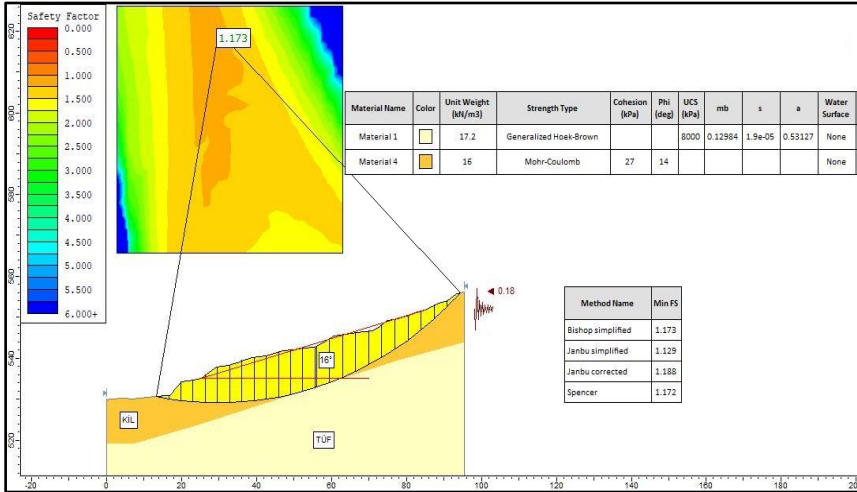 Safety Factor
0.000
0.500
1.000
1.500
2.000
2.500
3.000
3.500
4.000
4.500
5.000
5.500
6.000+
1.173
Material Name Color Unit Weight (kN/m3) Strength Type Cohesion (kPa) Phi (deg) UCS (kPa) mb s a Water Surface
Material 1 17.2 Generalized Hoek-Brown 8000 0.12984 1.9e-05 0.53127 None
Material 4 16 Mohr-Coulomb 27 14 None
0.18
Method Name Min FS
Bishop simplified 1.173
Janbu simplified 1.129
Janbu corrected 1.188
Spencer 1.172
16°
KİL
TÜF
620
600
580
560
540
520
-20 0 20 40 60 80 100 120 140 160 180 200